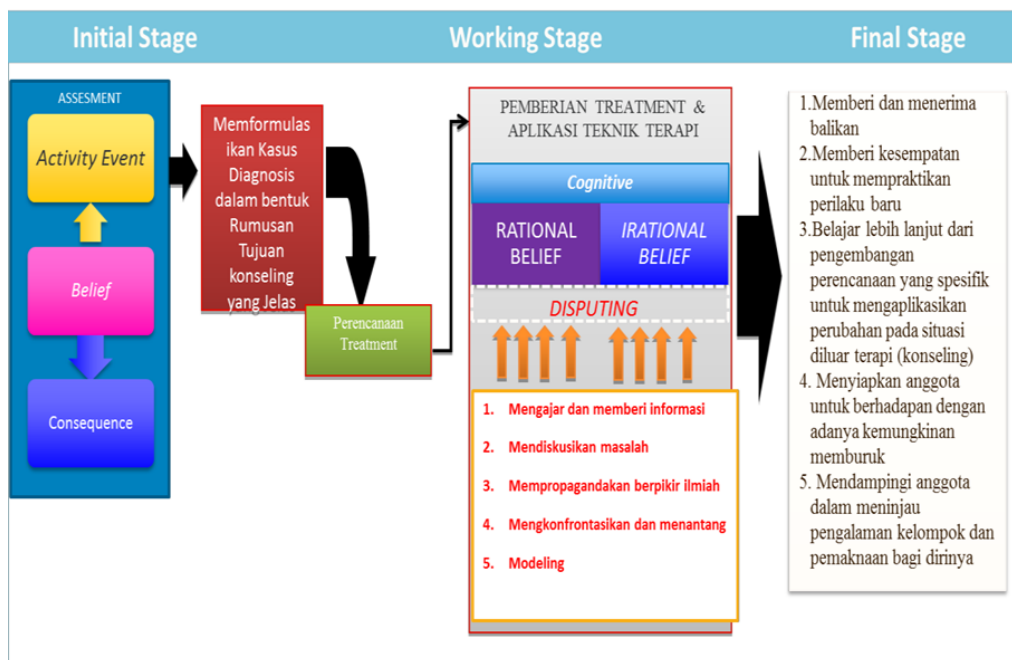 Initial Stage
Working Stage
Final Stage
ASSESMENT
Activity Event
Belief
Consequence
Memformulas
ikan Kasus
Diagnosis
dalam bentuk
Rumusan
Tujuan
konseling
yang Jelas
Perencanaan
Treatment
PEMBERIAN TREATMENT &
APLIKASI TEKNIK TERAPI
Cognitive
RATIONAL
BELIEF
IRATIONAL
BELIEF
DISPUTING
1. Mengajar dan memberi informasi
2. Mendiskusikan masalah
3. Mempropagandakan berpikir ilmiah
4. Mengkonfrontasikan dan menantang
5. Modeling
1.Memberi dan menerima
balikan
2.Memberi kesempatan
untuk mempraktikan
perilaku baru
3.Belajar lebih lanjut dari
pengembangan
perencanaan yang spesifik
untuk mengaplikasikan
perubahan pada situasi
diluar terapi (konseling)
4. Menyiapkan anggota
untuk berhadapan dengan
adanya kemungkinan
memburuk
5. Mendampingi anggota
dalam meninjau
pengalaman kelompok dan
pemaknaan bagi dirinya